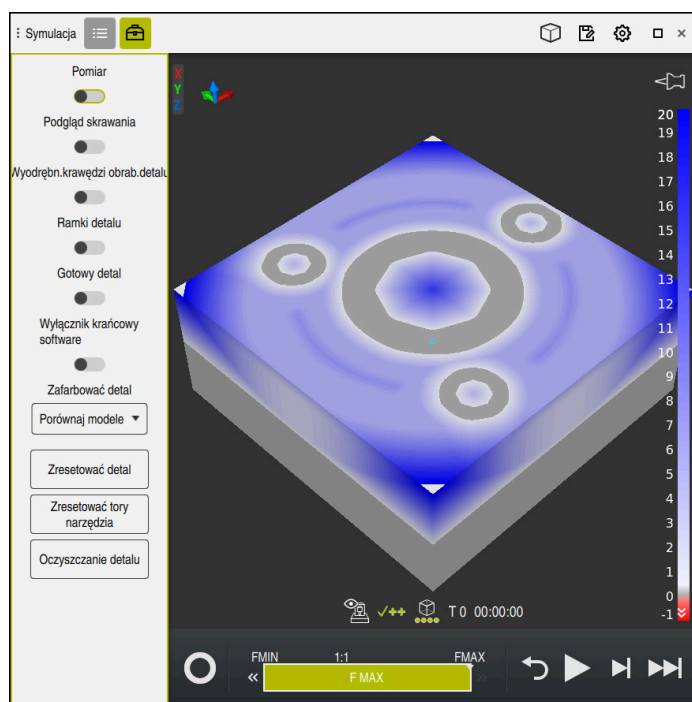 Symulacja
Pomiar
Podgląd skrawania
Wyodrębn.krawędzi obrab.detalu
Ramki detalu
Gotowy detal
Wyłącznik krańcowy
software
Zafarbować detal
Porównaj modele
Zresetować detal
Zresetować tory
narzędzia
Oczyszczanie detalu
X
Y
Z
20
19
18
17
16
15
14
13
12
11
10
9
8
7
6
5
4
3
2
1
0
-1
T 0 00:00:00
FMIN 1:1 FMAX
F MAX